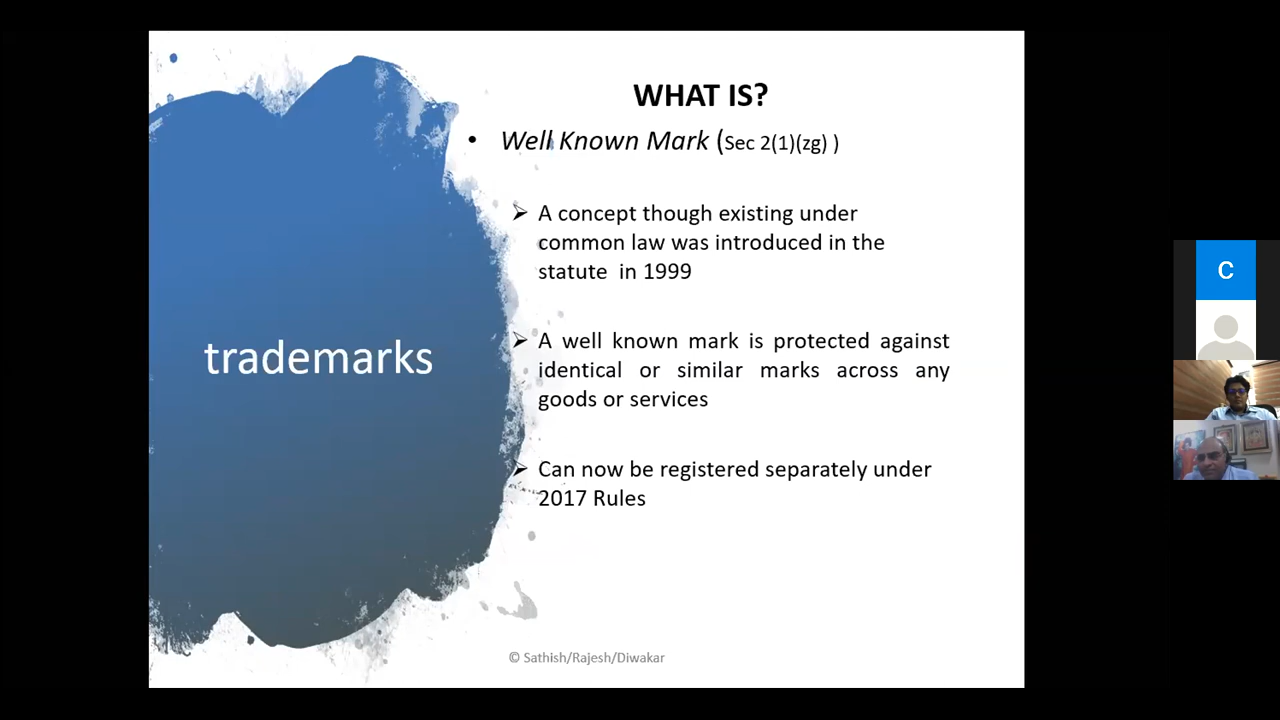 WHAT IS?
• Well Known Mark (Sec 2(1)(zg) )
➢ A concept though existing under
common law was introduced in the
statute in 1999
➢ A well known mark is protected against
identical or similar marks across any
goods or services
➢ Can now be registered separately under
2017 Rules
trademarks
© Sathish/Rajesh/Diwakar
C